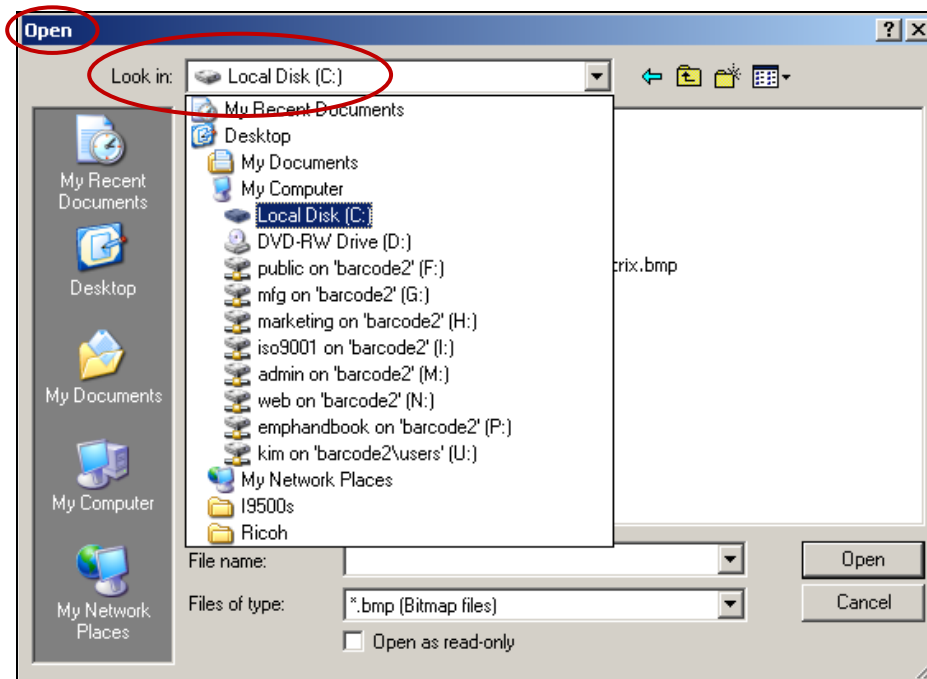 Open
Look in: Local Disk (C:)
My Recent Documents
Desktop
My Documents
My Computer
Local Disk (C:)
DVD-RW Drive (D:)
public on 'barcode2' (F:)
mfg on 'barcode2' (G:)
marketing on 'barcode2' (H:)
iso9001 on 'barcode2' (I:)
admin on 'barcode2' (M:)
web on 'barcode2' (N:)
emphandbook on 'barcode2' (P:)
kim on 'barcode2\users' (U:)
My Network Places
I9500s
Ricoh
trix.bmp
My Recent
Documents
Desktop
My Documents
My Computer
My Network
Places
File name:
Open
Files of type: *.bmp (Bitmap files)
Cancel
Open as read-only